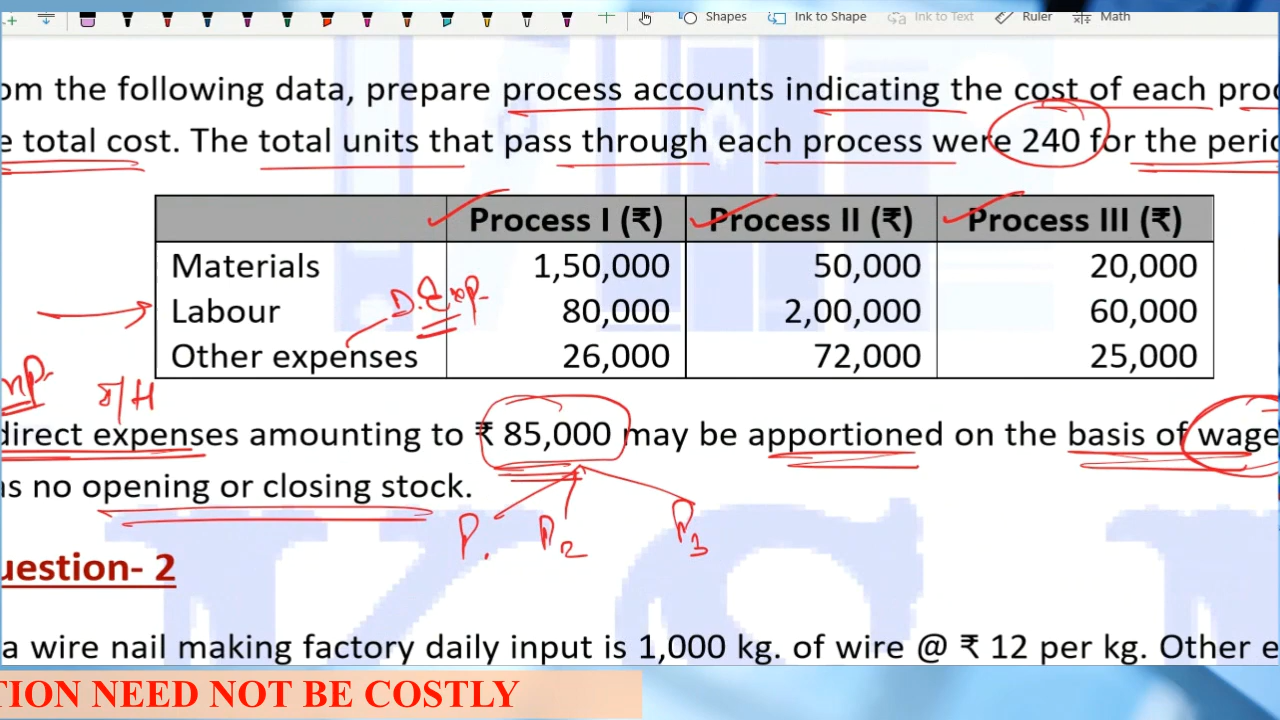 Shapes Ink to Shape Ink to Text Ruler Math
om the following data, prepare process accounts indicating the cost of each proc
e total cost. The total units that pass through each process were 240 for the perio
Process I (₹) Process II (₹) Process III (₹)
Materials 1,50,000 50,000 20,000
D. Exp.
Labour 80,000 2,00,000 60,000
Other expenses 26,000 72,000 25,000
direct expenses amounting to ₹ 85,000 may be apportioned on the basis of wage
s no opening or closing stock.
P1 P2 P3
uestion- 2
a wire nail making factory daily input is 1,000 kg. of wire @ ₹ 12 per kg. Other e
TION NEED NOT BE COSTLY